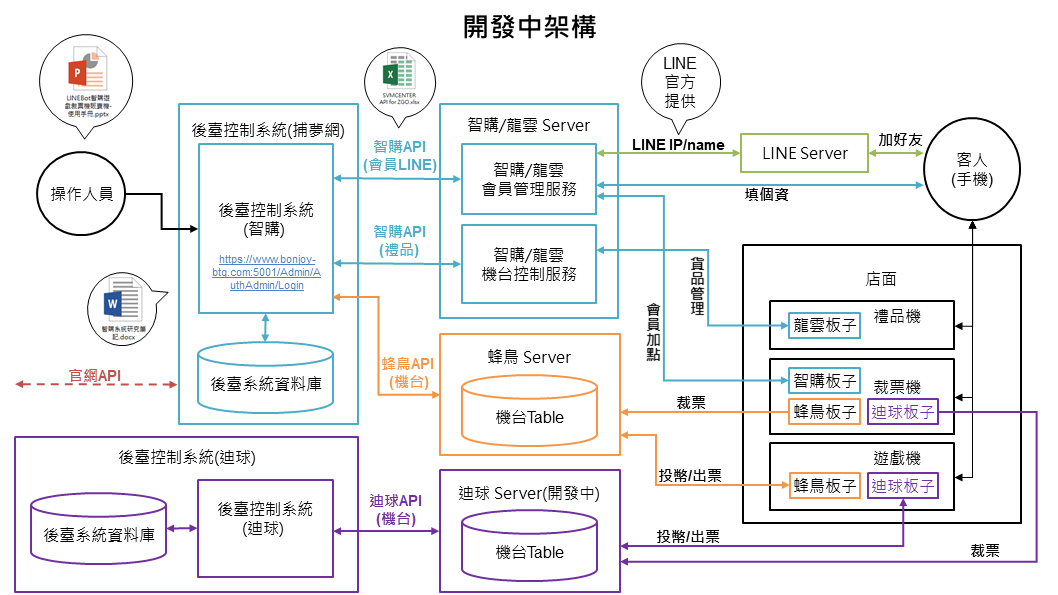 開發中架構
LINEBot智購遊
戲數異機販賣機-
使用手冊.pptx
SVMCENTER
API for ZGO.xlsx
LINE
官方
提供
操作人員
後臺控制系統(捕夢網)
後臺控制系統
(智購)
https://www.bonjoy-
btg.com:5001/Admin/A
uthAdmin/Login
智購系統研究筆
記.docx
後臺系統資料庫
官網API
智購API
(會員LINE)
智購API
(禮品)
蜂鳥API
(機台)
智購/龍雲 Server
智購/龍雲
會員管理服務
智購/龍雲
機台控制服務
LINE IP/name
LINE Server
加好友
客人
(手機)
填個資
貨品管理
會員加點
店面
禮品機
龍雲板子
智購板子
裁票機
蜂鳥板子
迪球板子
遊戲機
蜂鳥板子
迪球板子
蜂鳥 Server
機台Table
裁票
投幣/出票
後臺控制系統(迪球)
後臺系統資料庫
後臺控制系統
(迪球)
迪球API
(機台)
迪球 Server(開發中)
機台Table
投幣/出票
裁票